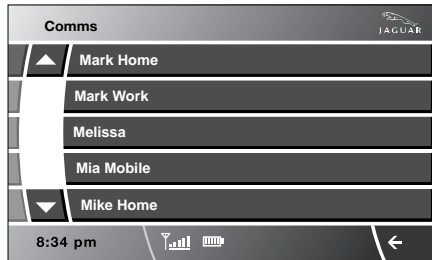 Comms
JAGUAR
Mark Home
Mark Work
Melissa
Mia Mobile
Mike Home
8:34 pm